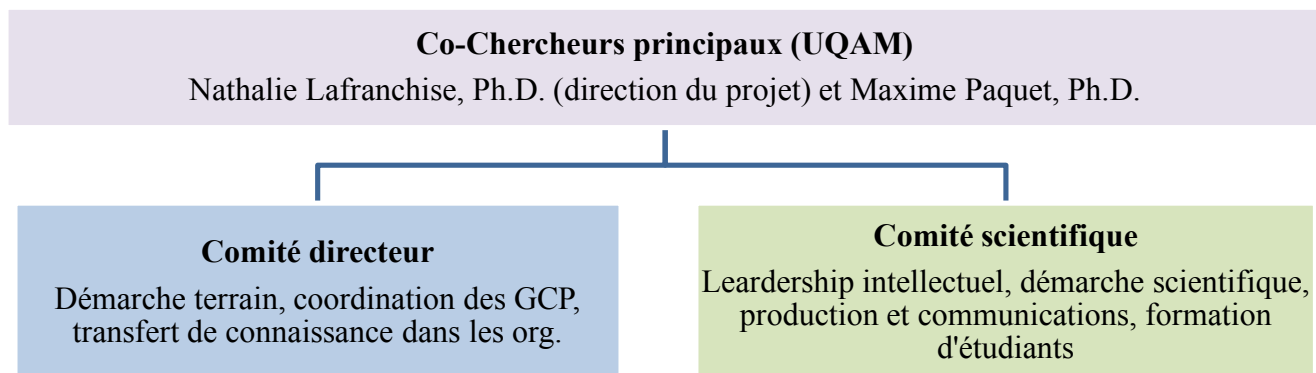 Co-Chercheurs principaux (UQAM)
Nathalie Lafranchise, Ph.D. (direction du projet) et Maxime Paquet, Ph.D.
Comité directeur
Démarche terrain, coordination des GCP,
transfert de connaissance dans les org.
Comité scientifique
Leardership intellectuel, démarche scientifique,
production et communications, formation
d'étudiants